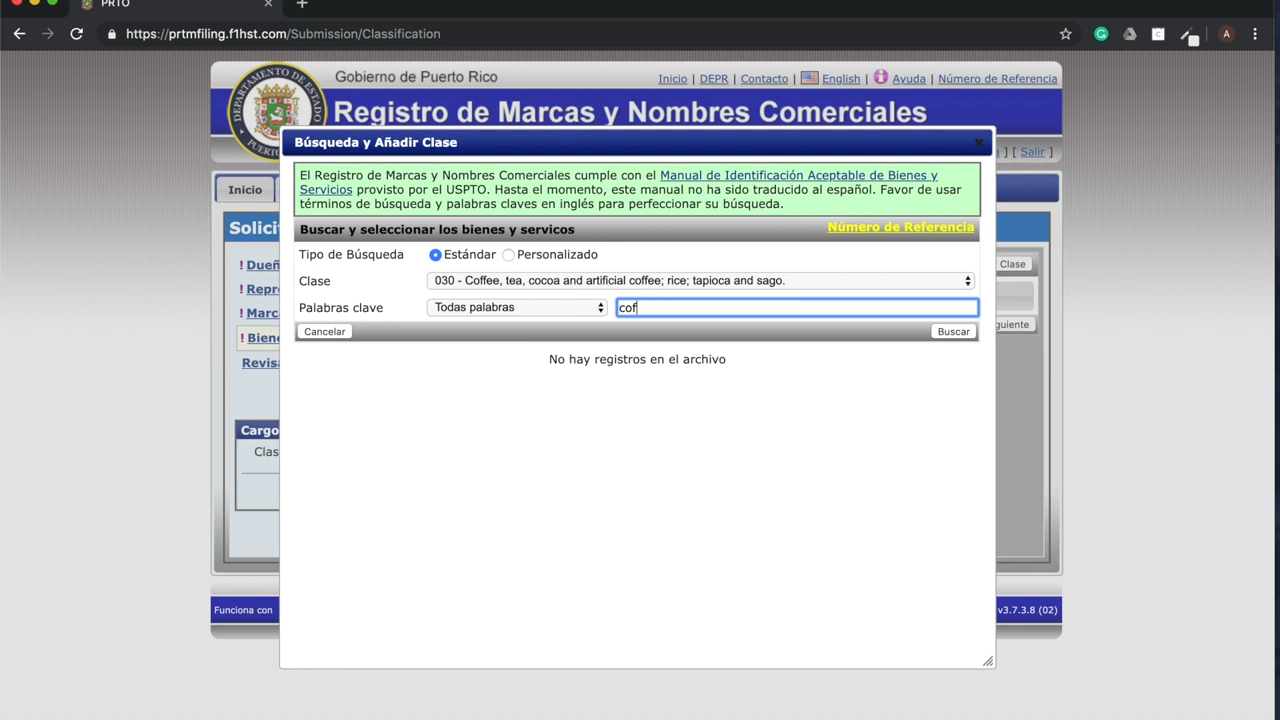 PRTO
https://prtmfiling.f1hst.com/Submission/Classification
A
Gobierno de Puerto Rico
Inicio | DEPR | Contacto | English | Ayuda | Número de Referencia
DEPARTAMENTO DE ESTADO
Registro de Marcas y Nombres Comerciales
Búsqueda y Añadir Clase
] [ Salir ]
El Registro de Marcas y Nombres Comerciales cumple con el Manual de Identificación Aceptable de Bienes y
Servicios provisto por el USPTO. Hasta el momento, este manual no ha sido traducido al español. Favor de usar
términos de búsqueda y palabras claves en inglés para perfeccionar su búsqueda.
Inicio
Buscar y seleccionar los bienes y servicios
Número de Referencia
Solicit
Tipo de Búsqueda
Estándar
Personalizado
! Dueñ
Clase
Clase
030 - Coffee, tea, cocoa and artificial coffee; rice; tapioca and sago.
! Repr
Palabras clave
Todas palabras
cof
! Marc
Cancelar
Buscar
guiente
! Biene
No hay registros en el archivo
Revisa
Cargo
Clas
Funciona con
v3.7.3.8 (02)